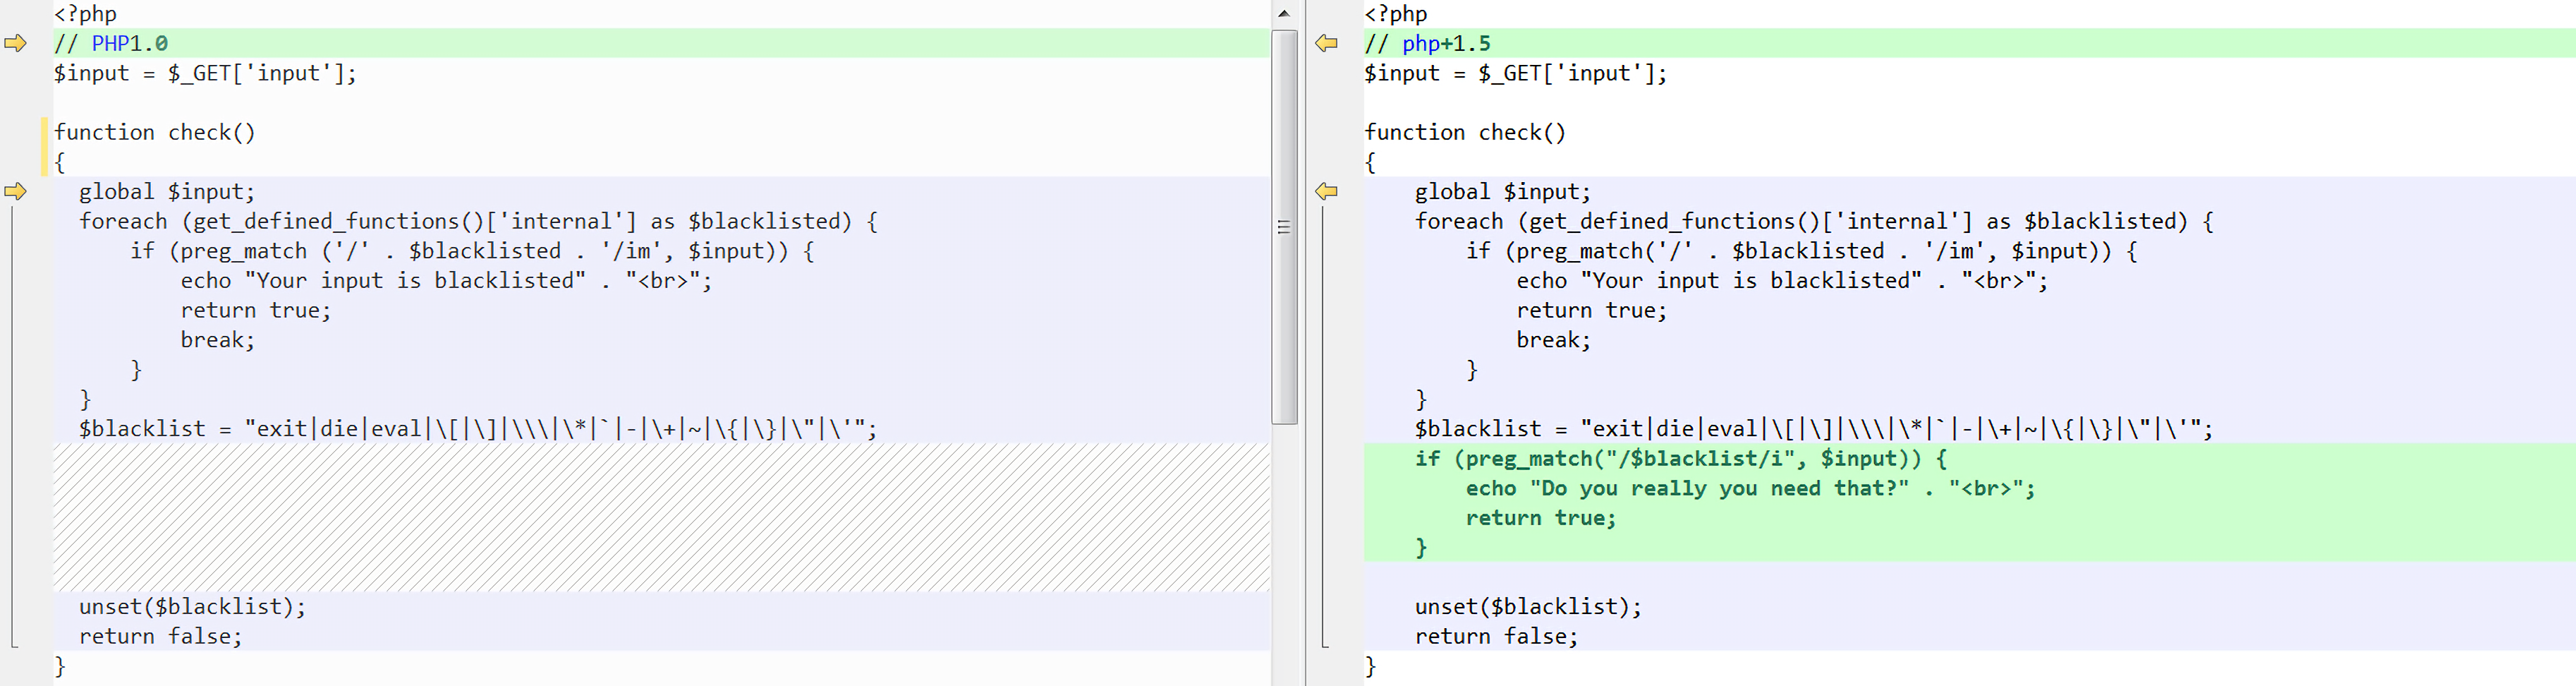 <?php
// PHP1.0
$input = $_GET['input'];
function check()
{
  global $input;
  foreach (get_defined_functions()['internal'] as $blacklisted) {
      if (preg_match ('/' . $blacklisted . '/im', $input)) {
          echo "Your input is blacklisted" . "<br>";
          return true;
          break;
      }
  }
  $blacklist = "exit|die|eval|\[|\]|\\\|\*|`|-|\+|~|\{|\}|\"|\'";
  unset($blacklist);
  return false;
}
<?php
// php+1.5
$input = $_GET['input'];
function check()
{
    global $input;
    foreach (get_defined_functions()['internal'] as $blacklisted) {
        if (preg_match('/' . $blacklisted . '/im', $input)) {
            echo "Your input is blacklisted" . "<br>";
            return true;
            break;
        }
    }
    $blacklist = "exit|die|eval|\[|\]|\\\|\*|`|-|\+|~|\{|\}|\"|\'";
    if (preg_match("/$blacklist/i", $input)) {
        echo "Do you really you need that?" . "<br>";
        return true;
    }
    unset($blacklist);
    return false;
}